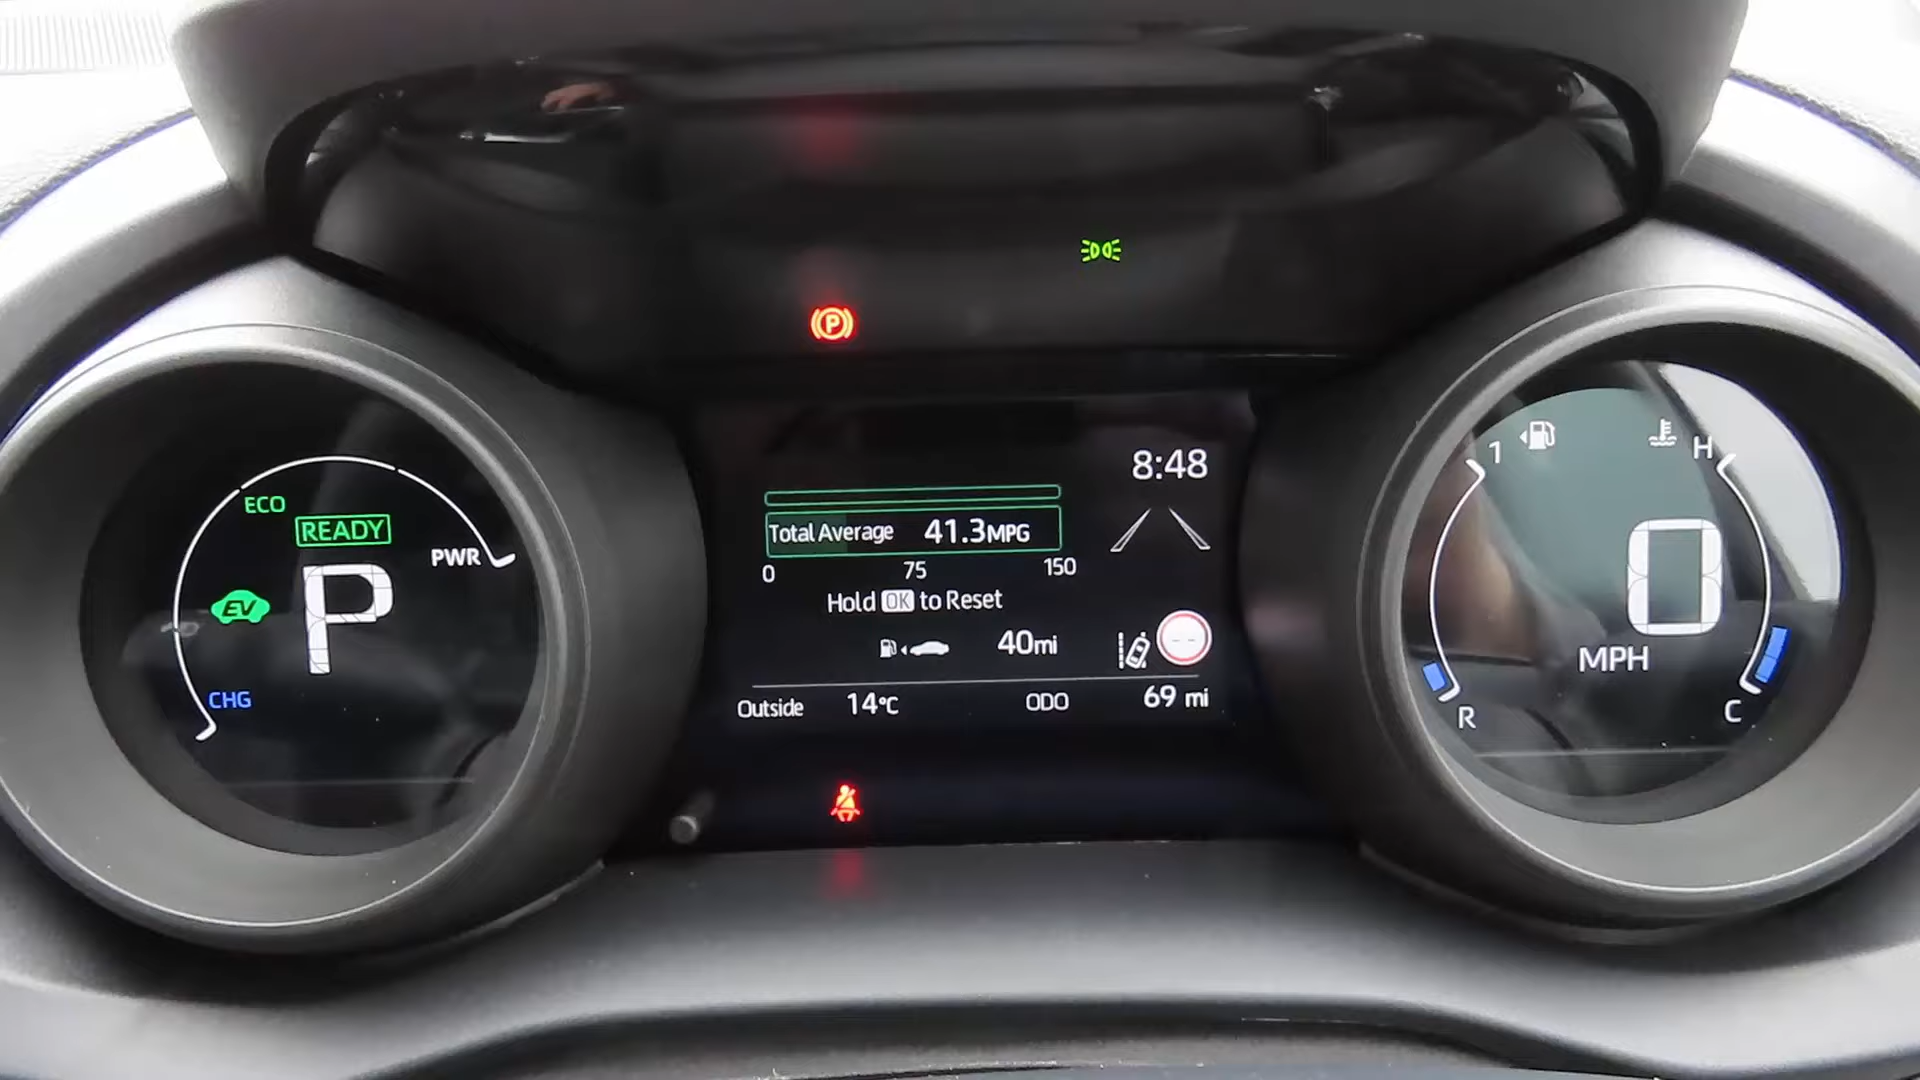 ECO
READY
PWR
P
EV
CHG
8:48
Total Average 41.3MPG
0 75 150
Hold OK to Reset
40mi
--
Outside 14°C ODO 69 mi
P
1 H
0
MPH
R C